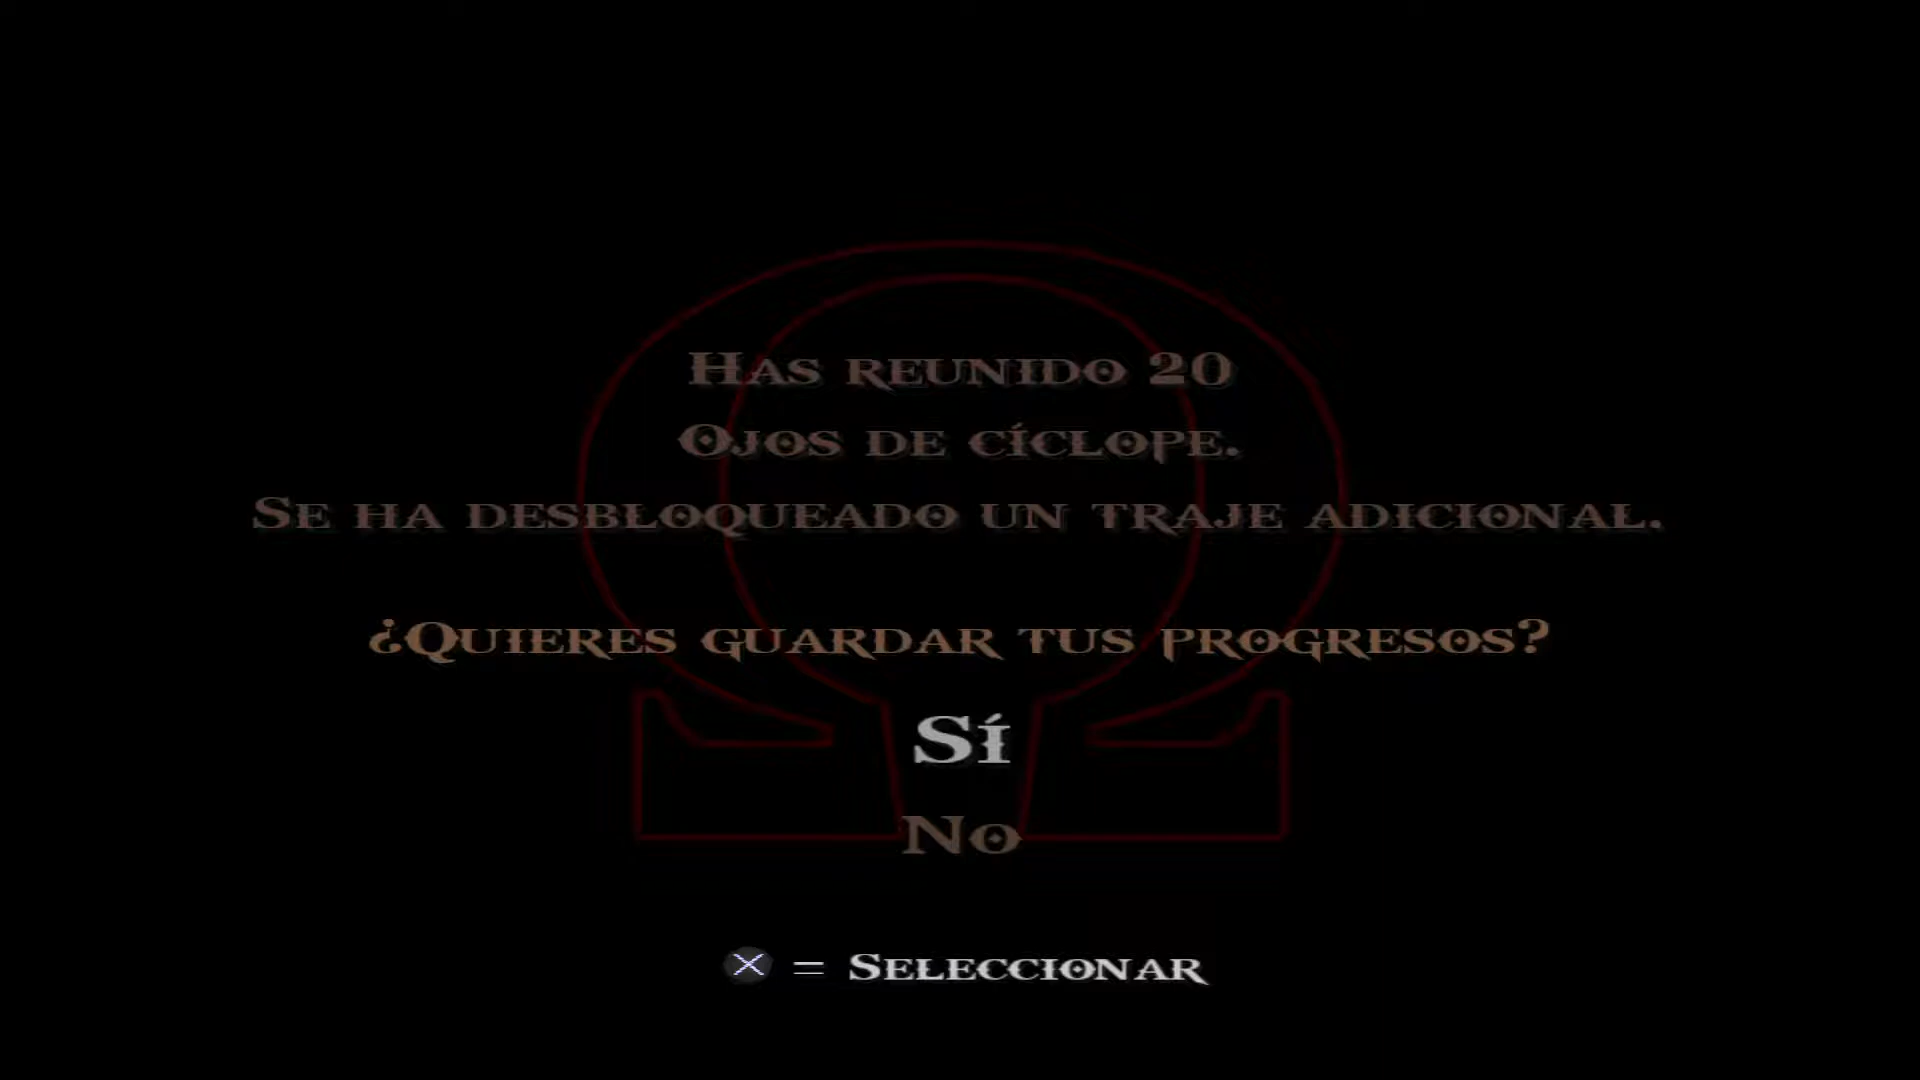 Has reunido 20
Ojos de cíclope.
Se ha desbloqueado un traje adicional.
¿Quieres guardar tus progresos?
Sí
No
= Seleccionar